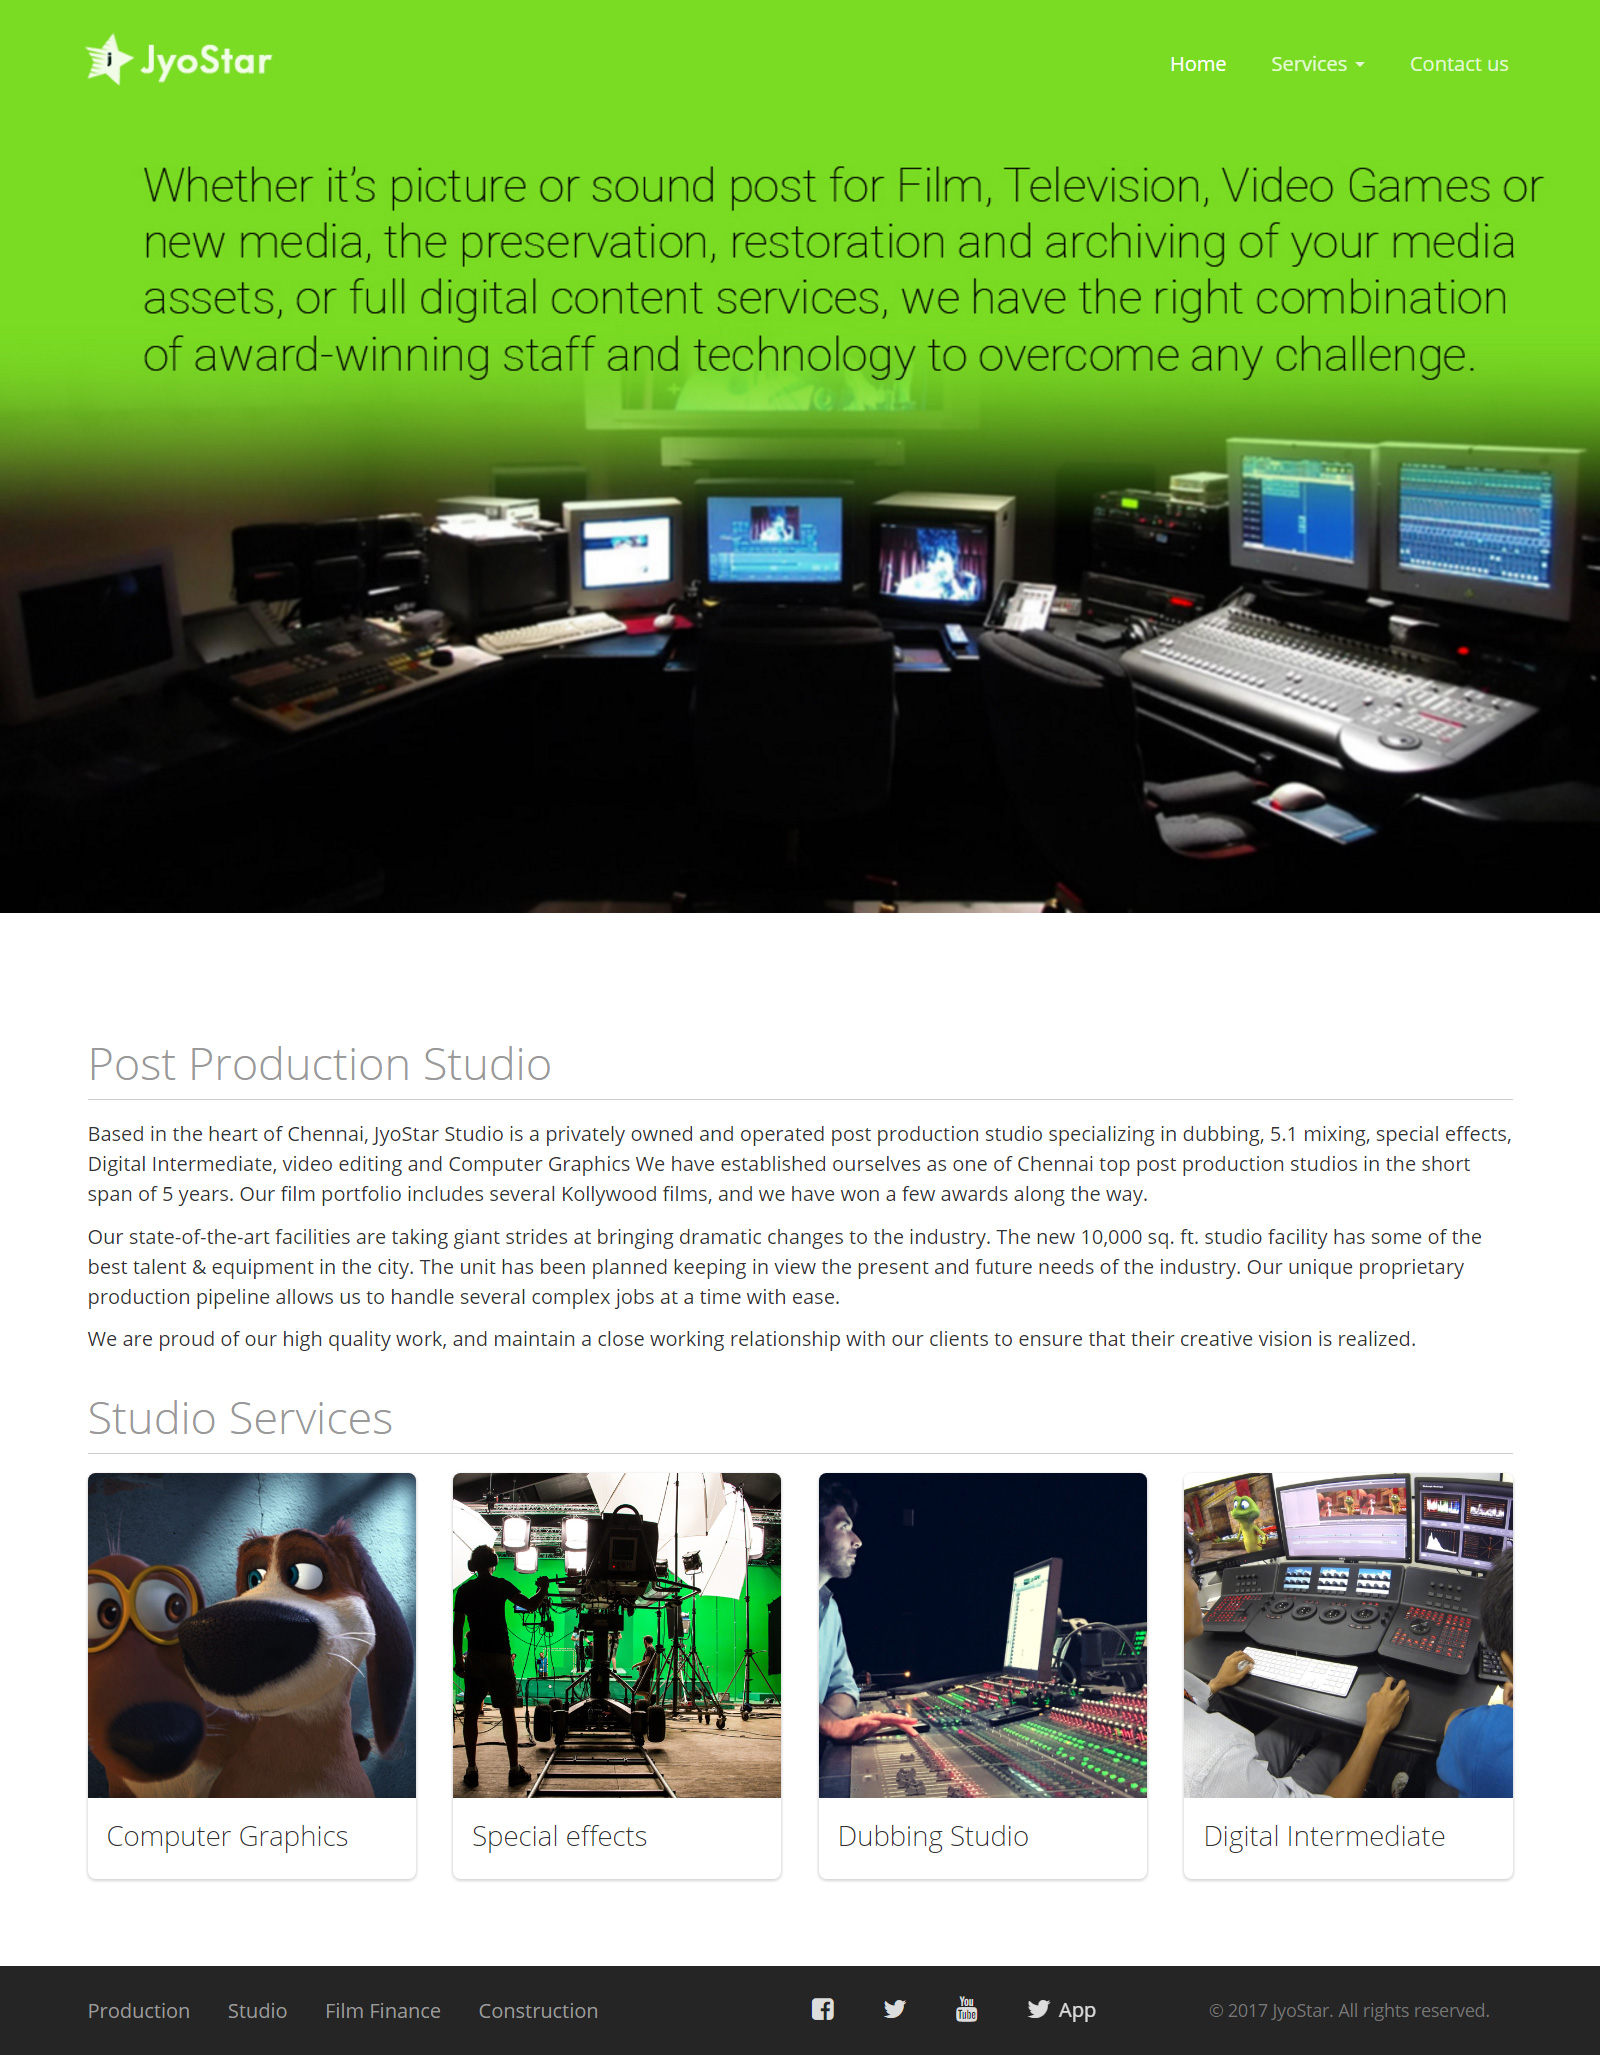 j JyoStar
Home Services Contact us
Whether it’s picture or sound post for Film, Television, Video Games or
new media, the preservation, restoration and archiving of your media
assets, or full digital content services, we have the right combination
of award-winning staff and technology to overcome any challenge.
Post Production Studio
Based in the heart of Chennai, JyoStar Studio is a privately owned and operated post production studio specializing in dubbing, 5.1 mixing, special effects,
Digital Intermediate, video editing and Computer Graphics We have established ourselves as one of Chennai top post production studios in the short
span of 5 years. Our film portfolio includes several Kollywood films, and we have won a few awards along the way.
Our state-of-the-art facilities are taking giant strides at bringing dramatic changes to the industry. The new 10,000 sq. ft. studio facility has some of the
best talent & equipment in the city. The unit has been planned keeping in view the present and future needs of the industry. Our unique proprietary
production pipeline allows us to handle several complex jobs at a time with ease.
We are proud of our high quality work, and maintain a close working relationship with our clients to ensure that their creative vision is realized.
Studio Services
Computer Graphics
Special effects
Dubbing Studio
Digital Intermediate
Production Studio Film Finance Construction You Tube App © 2017 JyoStar. All rights reserved.